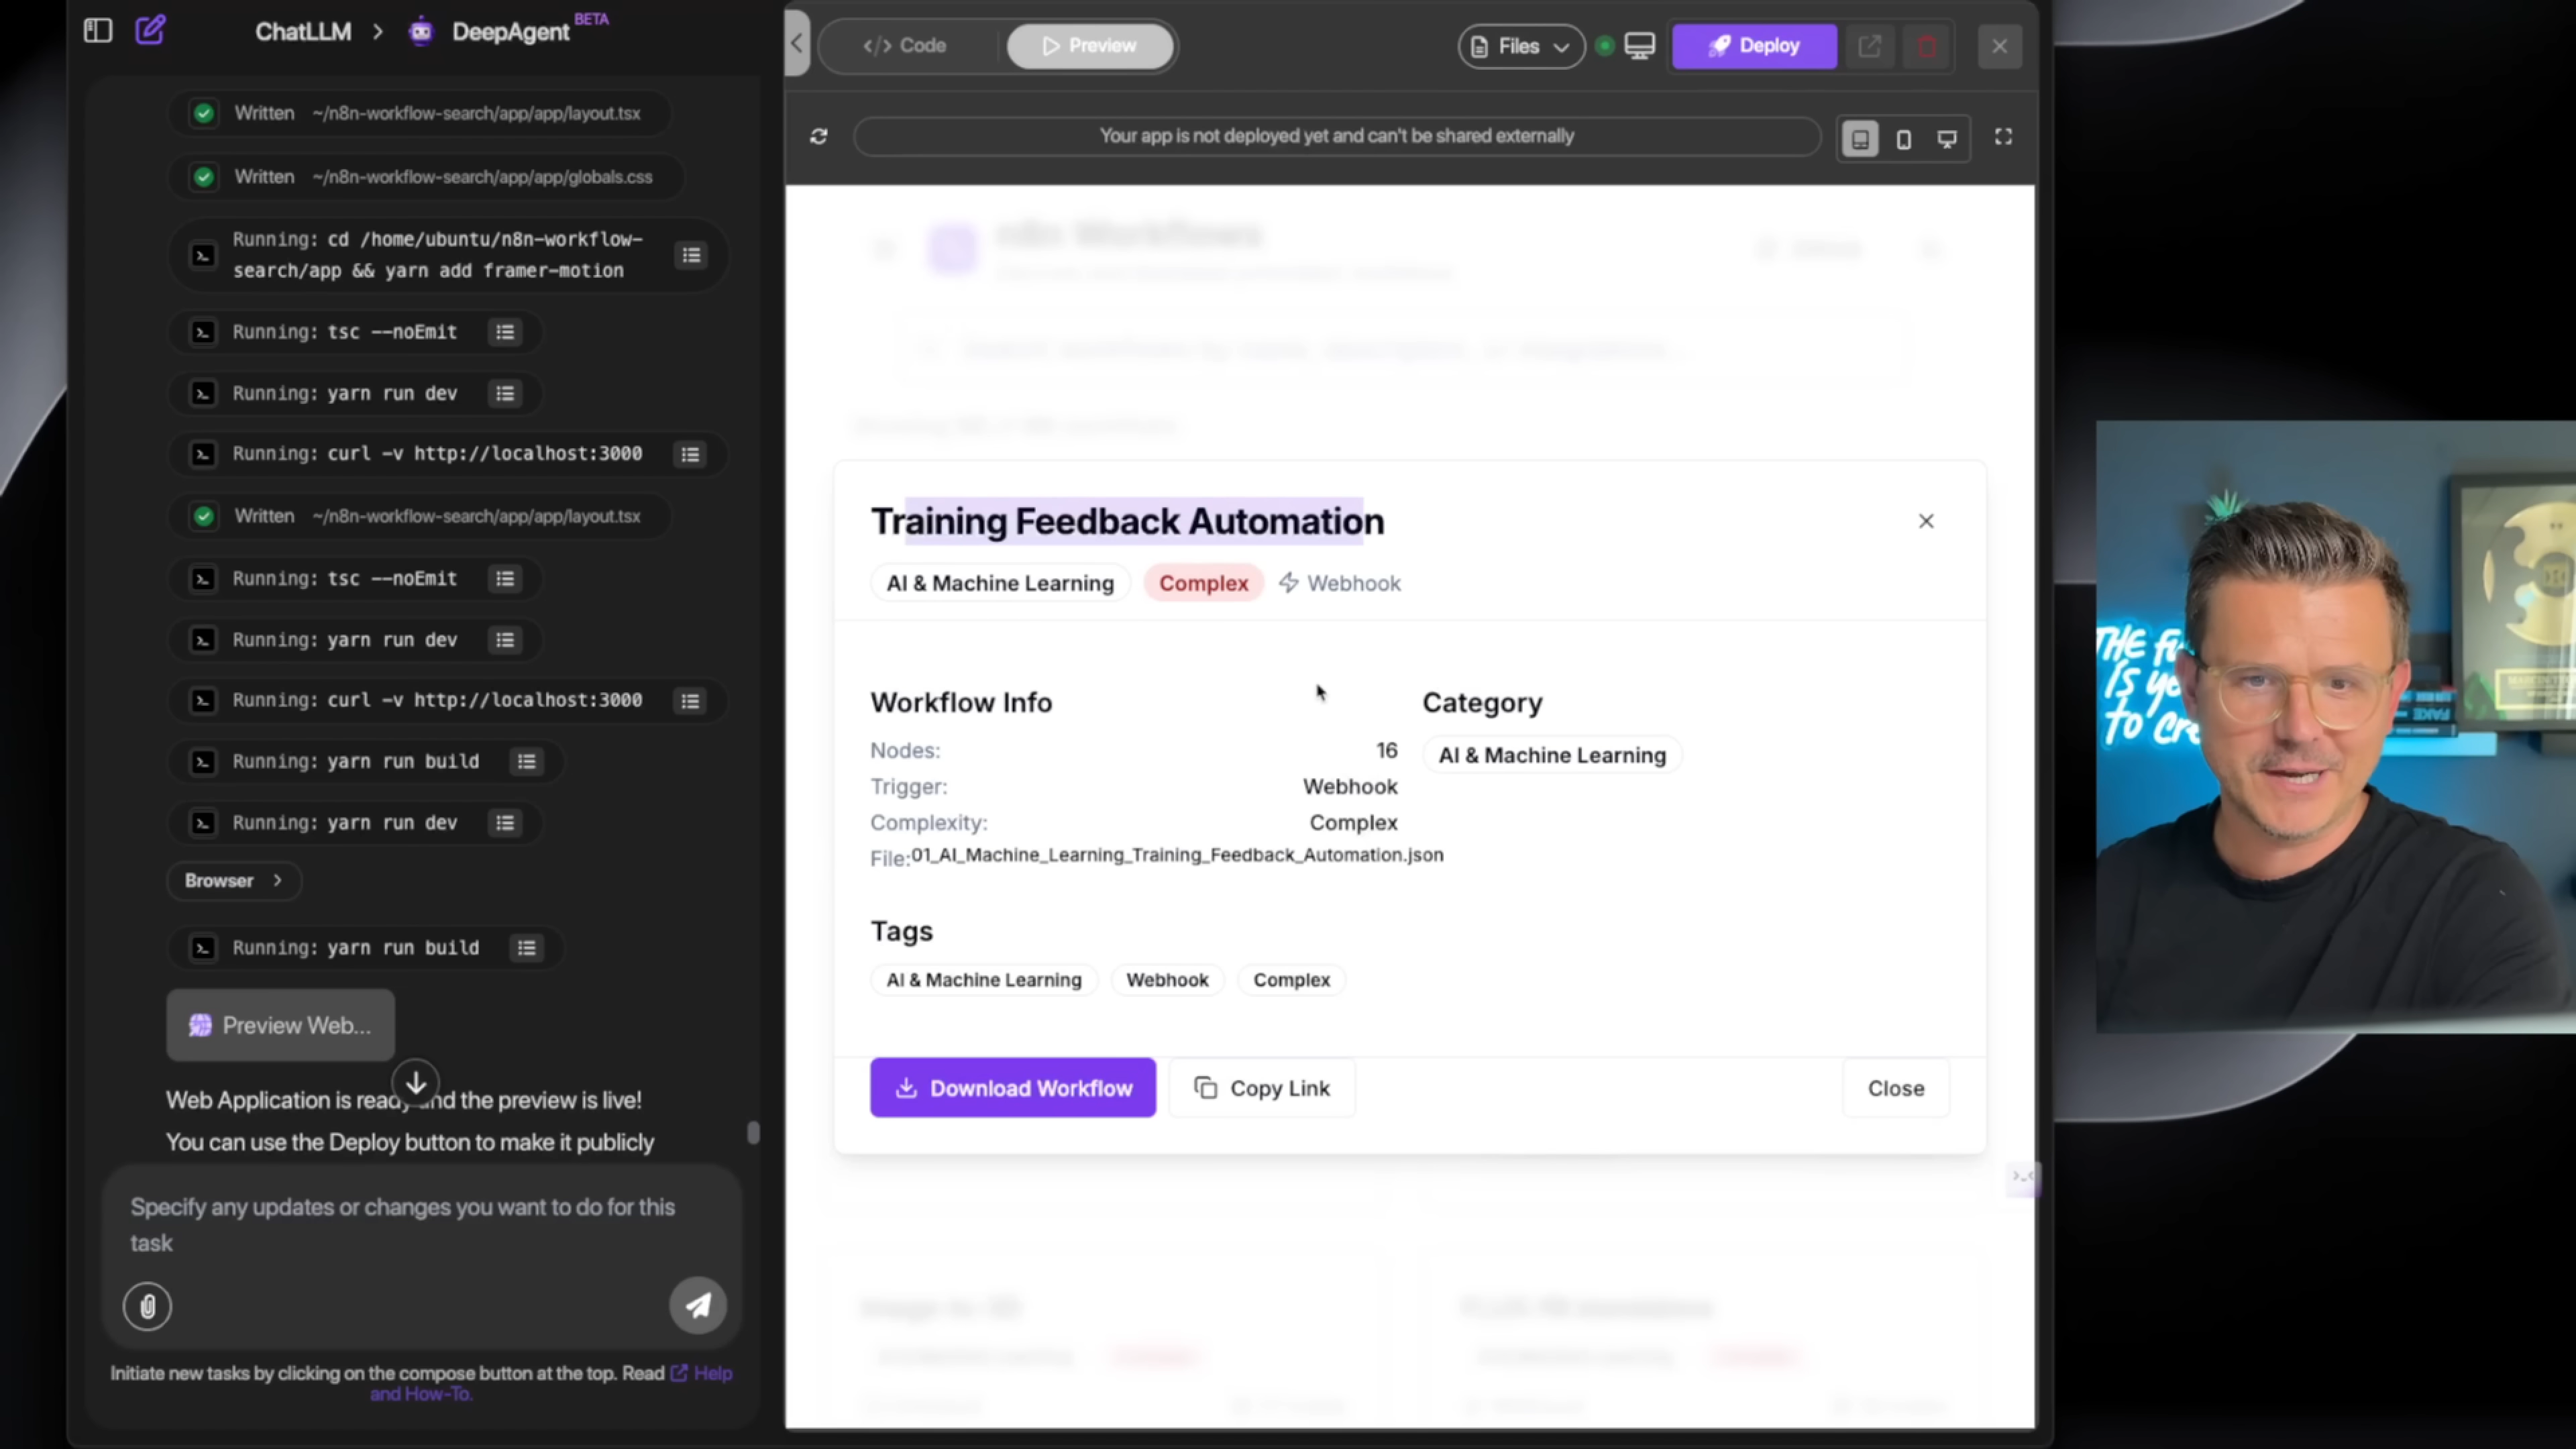 ChatLLM > DeepAgent BETA
Written ~/n8n-workflow-search/app/app/layout.tsx
Written ~/n8n-workflow-search/app/app/globals.css
Running: cd /home/ubuntu/n8n-workflow-
search/app && yarn add framer-motion
Running: tsc --noEmit
Running: yarn run dev
Running: curl -v http://localhost:3000
Written ~/n8n-workflow-search/app/app/layout.tsx
Running: tsc --noEmit
Running: yarn run dev
Running: curl -v http://localhost:3000
Running: yarn run build
Running: yarn run dev
Browser >
Running: yarn run build
Preview Web...
Web Application is ready and the preview is live!
You can use the Deploy button to make it publicly
Specify any updates or changes you want to do for this
task
Initiate new tasks by clicking on the compose button at the top. Read Help
and How-To.
</> Code
Preview
Files
Deploy
Your app is not deployed yet and can't be shared externally
n8n Workflows
Training Feedback Automation
AI & Machine Learning
Complex
Webhook
Workflow Info
Nodes: 16
Trigger: Webhook
Complexity: Complex
File: 01_AI_Machine_Learning_Training_Feedback_Automation.json
Category
AI & Machine Learning
Tags
AI & Machine Learning
Webhook
Complex
Download Workflow
Copy Link
Close
THE FU
IS yo
to Cre